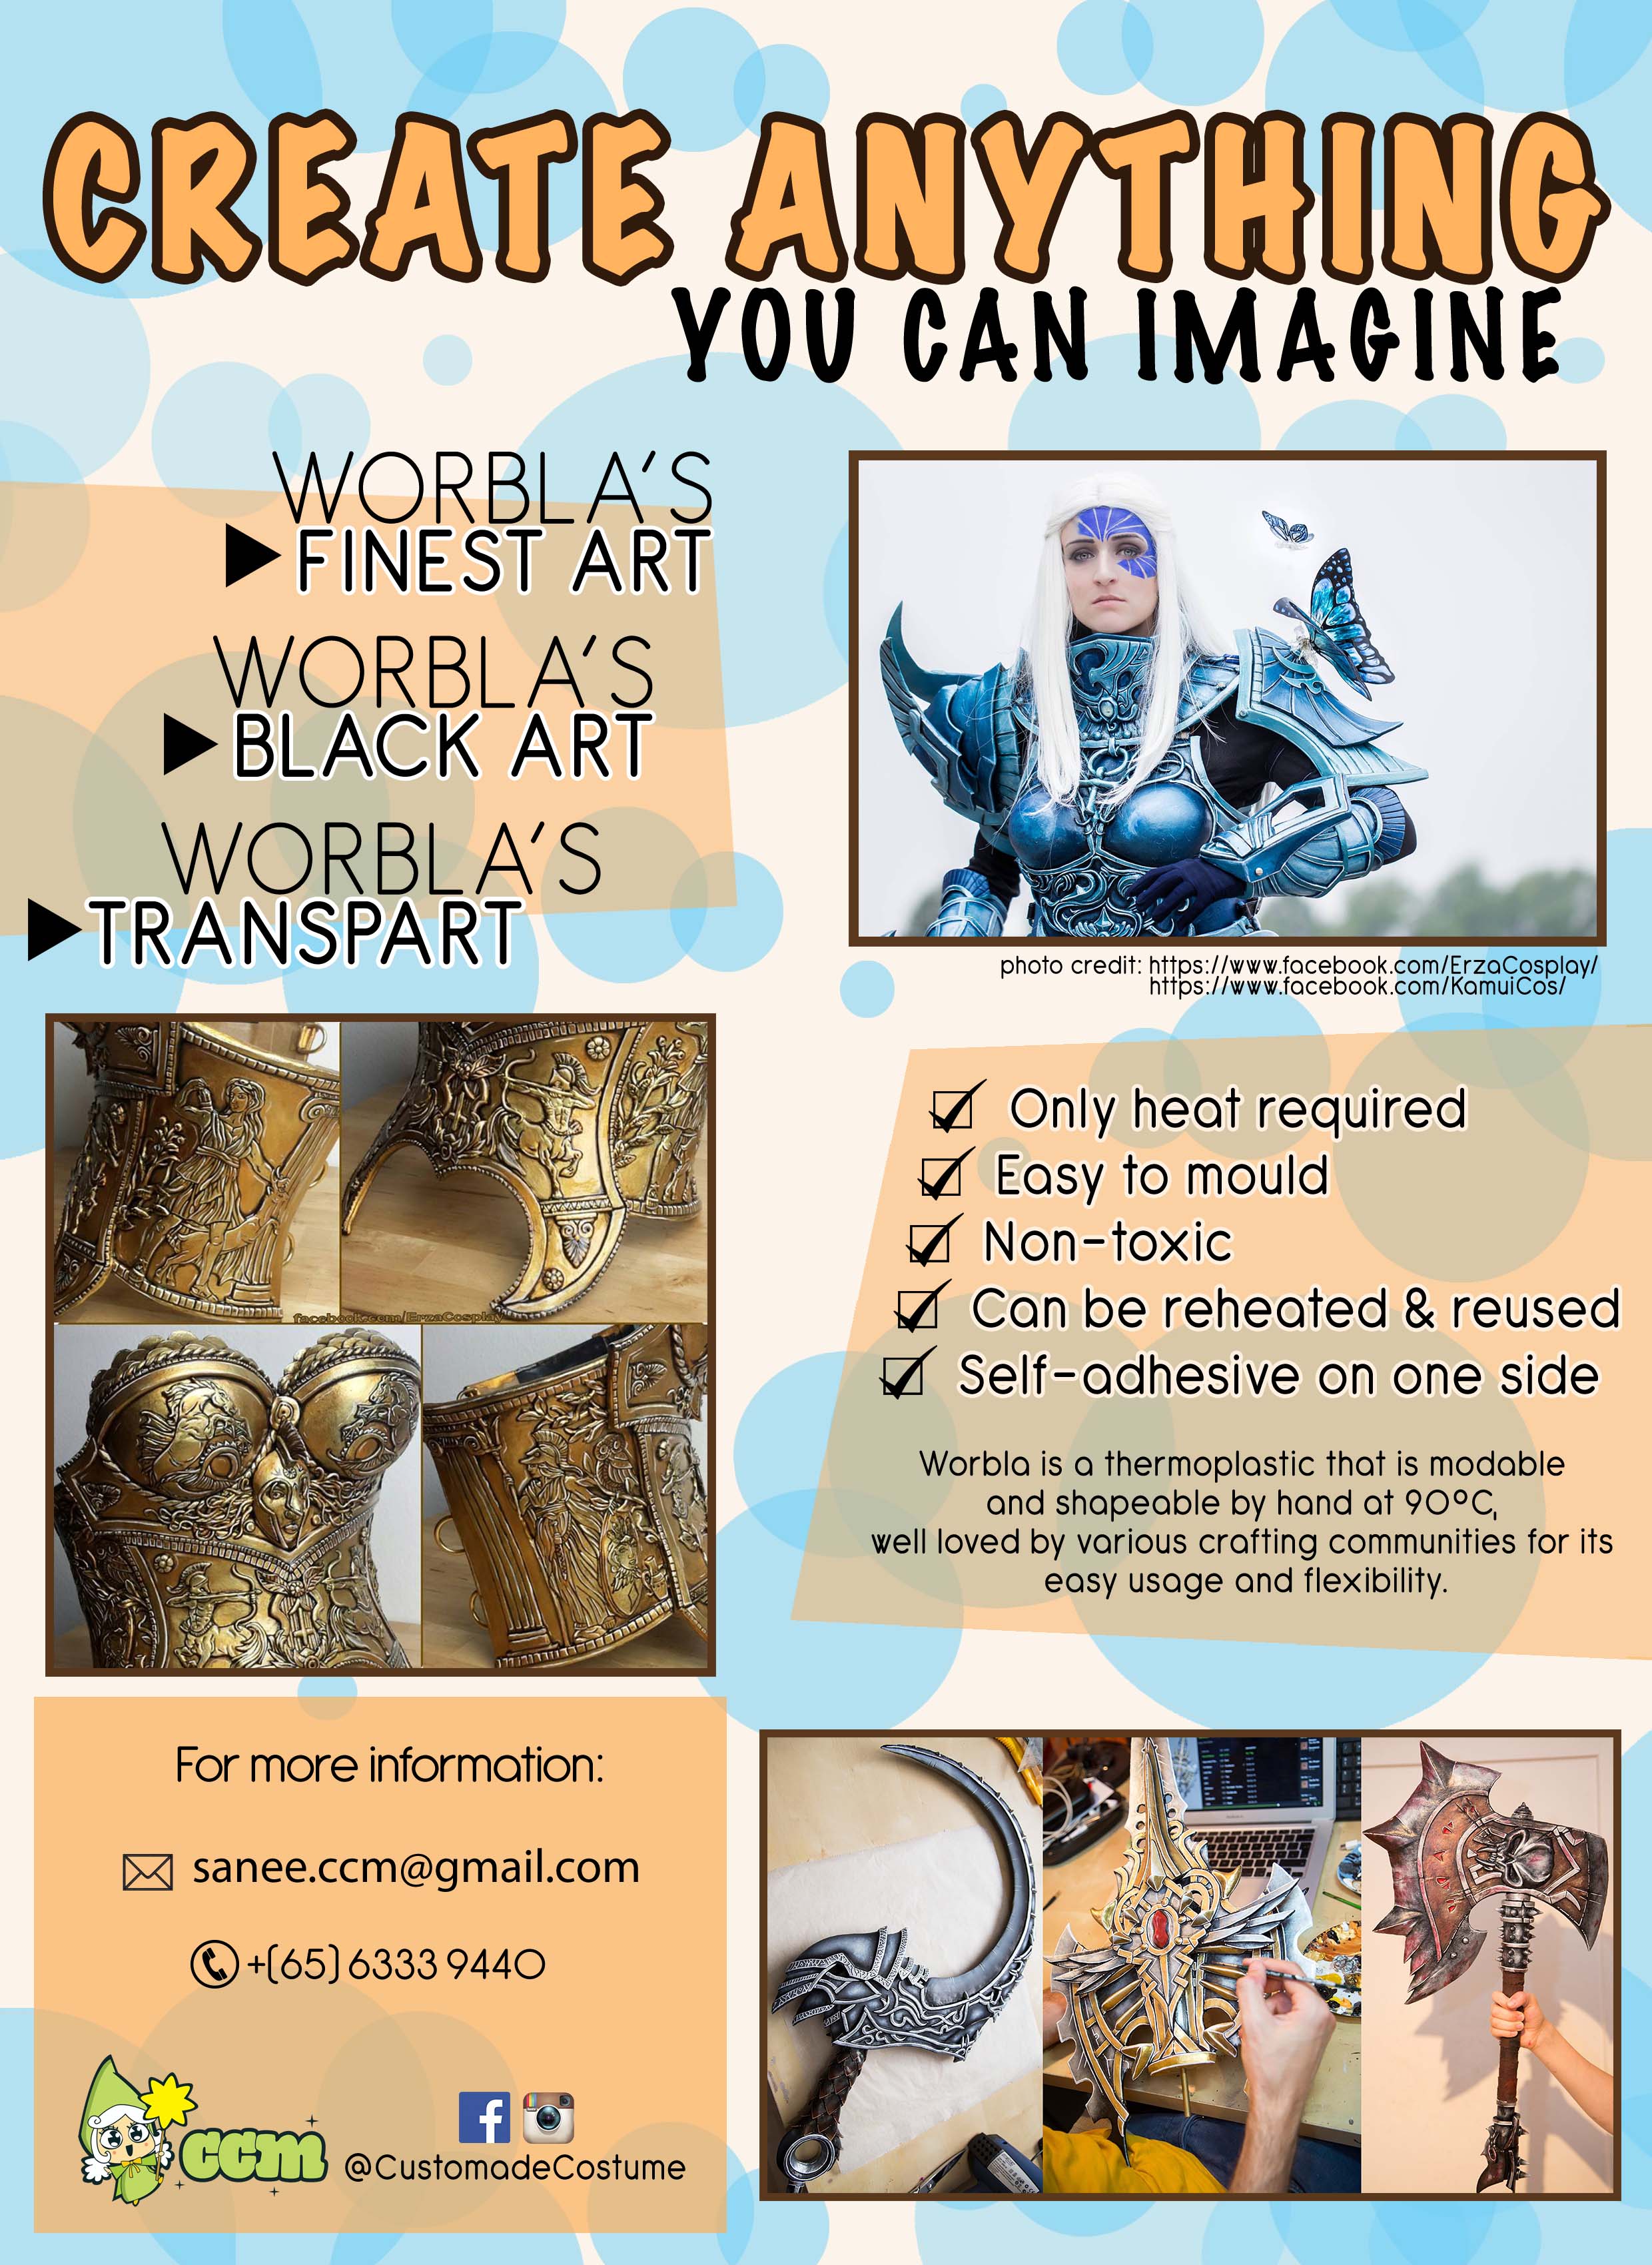 CREATE ANYTHING
YOU CAN IMAGINE
WORBLA'S
FINEST ART
WORBLA'S
BLACK ART
WORBLA'S
TRANSPART
photo credit: https://www.facebook.com/ErzaCosplay/
https://www.facebook.com/KamuiCos/
facebook.com/ErzaCosplay
Only heat required
Easy to mould
Non-toxic
Can be reheated & reused
Self-adhesive on one side
Worbla is a thermoplastic that is modable
and shapeable by hand at 90ºC,
well loved by various crafting communities for its
easy usage and flexibility.
For more information:
sanee.ccm@gmail.com
+(65) 6333 9440
ccm
@CustomadeCostume